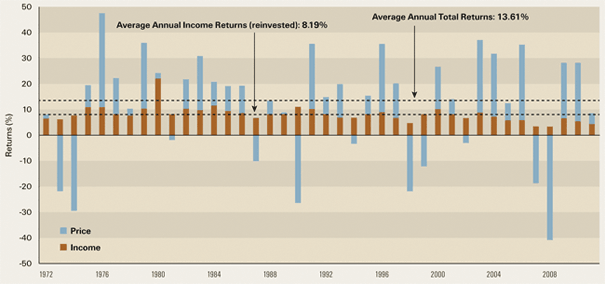 50
Average Annual Income Returns (reinvested): 8.19%
Average Annual Total Returns: 13.61%
40
30
20
10
0
-10
-20
-30
-40
-50
Returns (%)
Price
Income
1972 1976 1980 1984 1988 1992 1996 2000 2004 2008